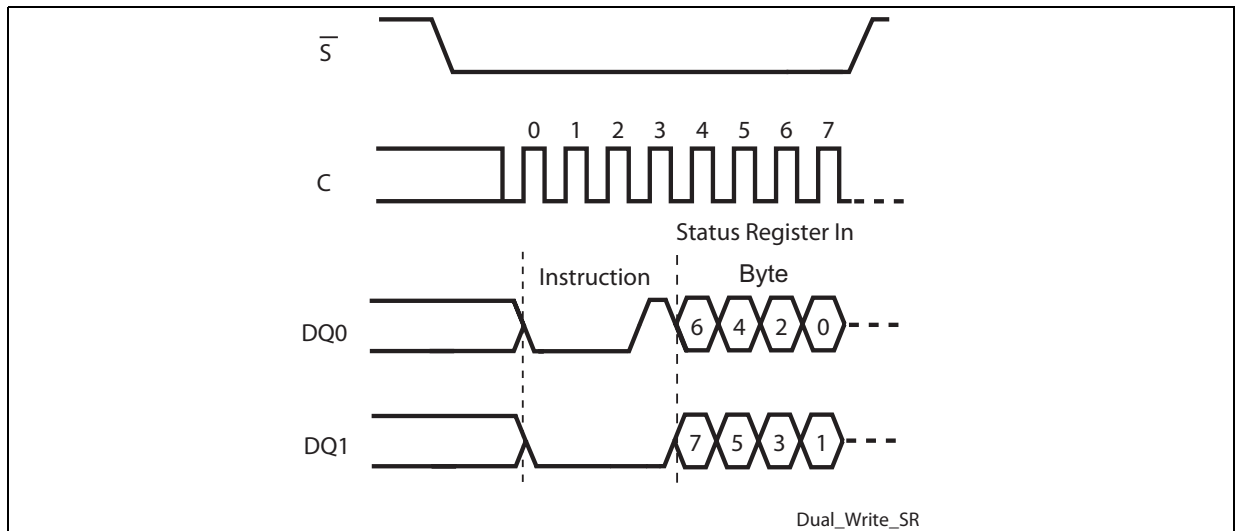 S
0 1 2 3 4 5 6 7
C
Status Register In
Instruction Byte
DQ0 6 4 2 0
DQ1 7 5 3 1
Dual_Write_SR